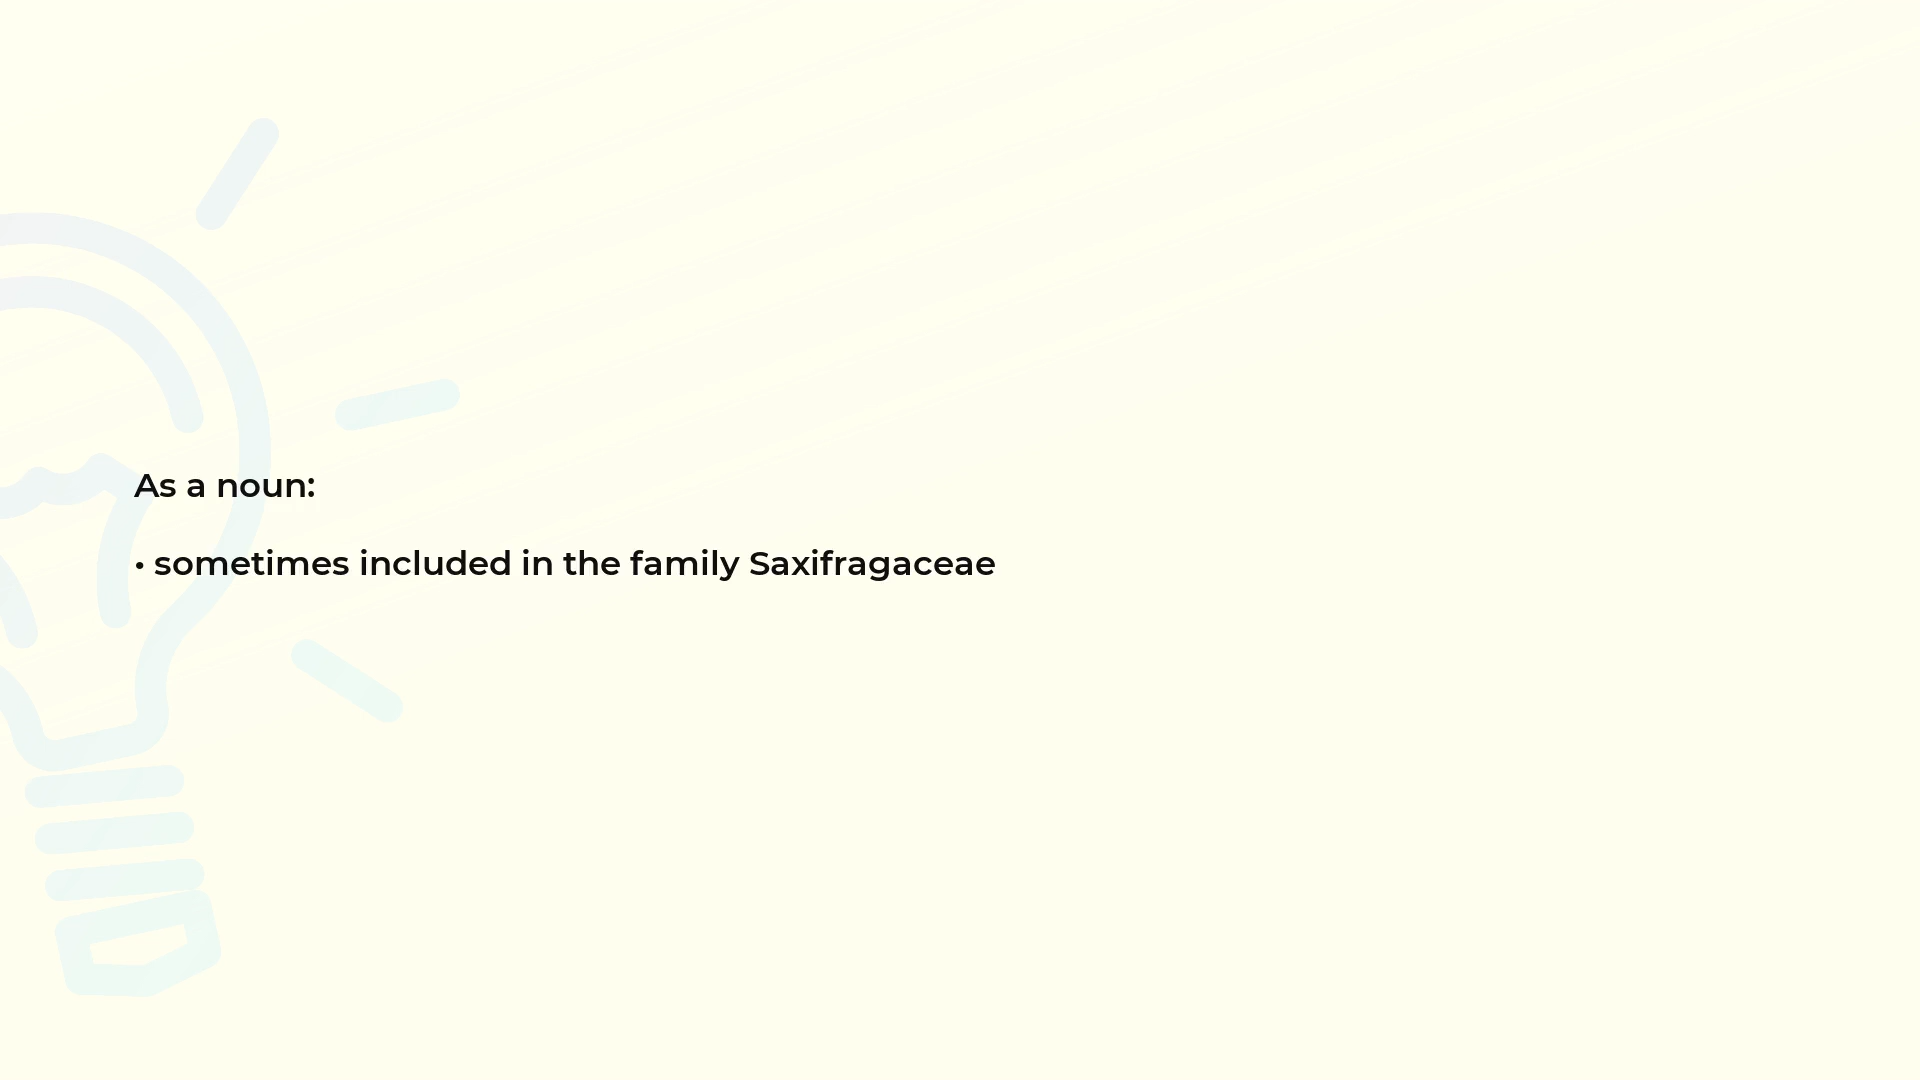 As a noun:
• sometimes included in the family Saxifragaceae